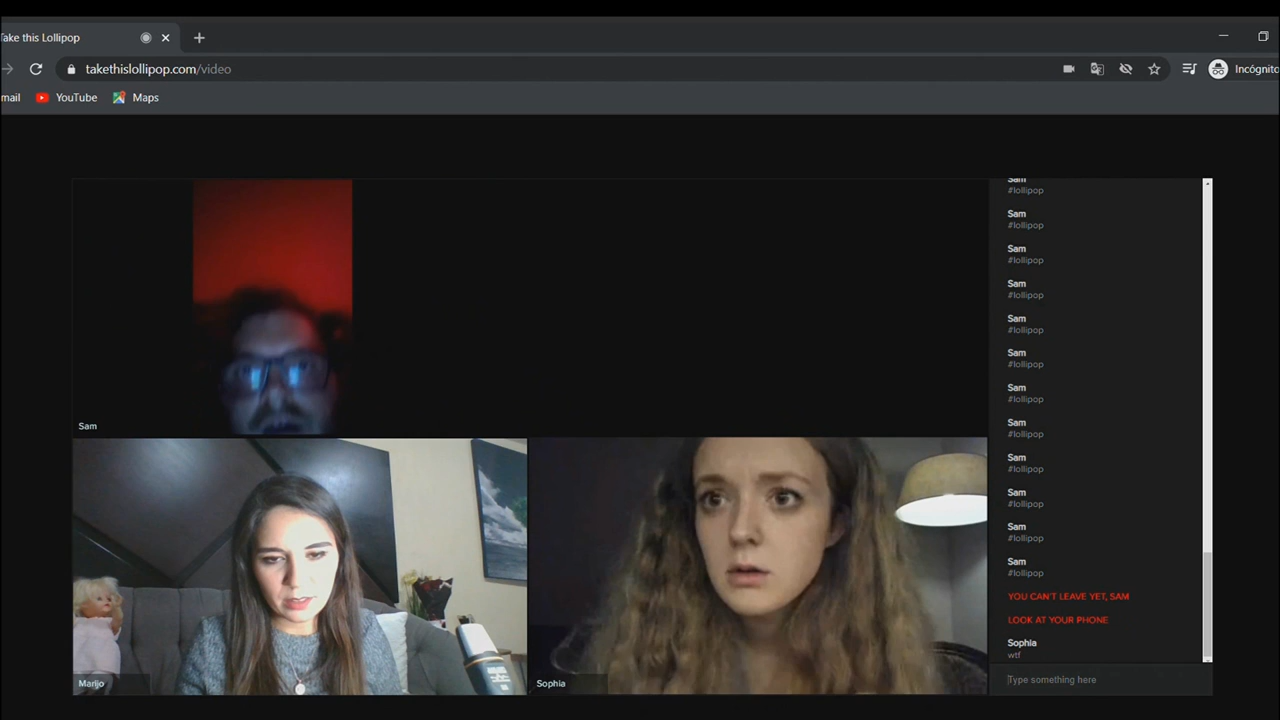 Take this Lollipop
takethislollipop.com/video
Incógnito
mail
YouTube
Maps
Sam
Marijo
Sophia
Sam
#lollipop
Sam
#lollipop
Sam
#lollipop
Sam
#lollipop
Sam
#lollipop
Sam
#lollipop
Sam
#lollipop
Sam
#lollipop
Sam
#lollipop
Sam
#lollipop
Sam
#lollipop
Sam
#lollipop
YOU CAN'T LEAVE YET, SAM
LOOK AT YOUR PHONE
Sophia
wtf
Type something here